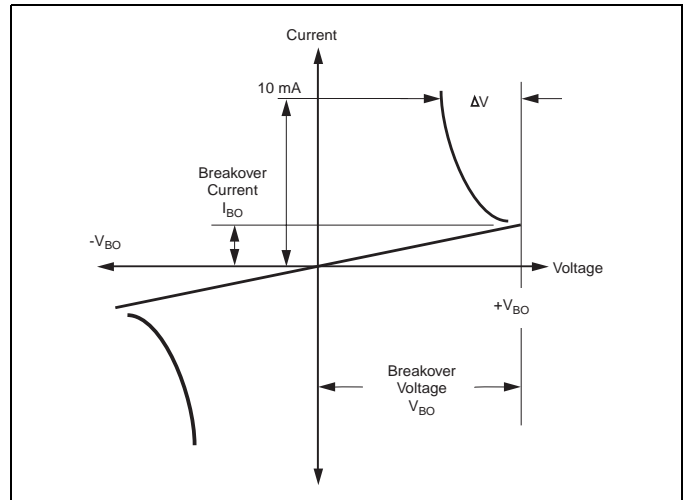 Current
10 mA
ΔV
Breakover
Current
I_BO
-V_BO
Voltage
+V_BO
Breakover
Voltage
V_BO